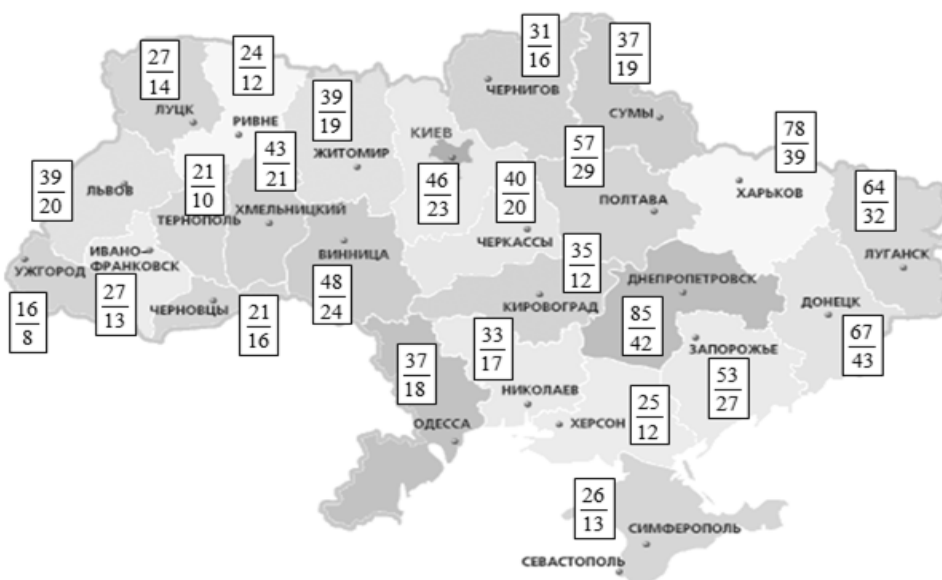 31
16
37
19
27
14
24
12
ЧЕРНИГОВ
39
19
ЛУЦК
РИВНЕ
СУМЫ
КИЕВ
57
29
78
39
43
21
ЖИТОМИР
39
20
ЛЬВОВ
21
10
46
23
40
20
ПОЛТАВА
ХАРЬКОВ
64
32
ТЕРНОПОЛЬ
ХМЕЛЬНИЦКИЙ
ЧЕРКАССЫ
ИВАНО-
ФРАНКОВСК
ВИННИЦА
35
12
ЛУГАНСК
УЖГОРОД
ДНЕПРОПЕТРОВСК
27
13
48
24
КИРОВОГРАД
ДОНЕЦК
16
8
ЧЕРНОВЦЫ
21
16
85
42
33
17
ЗАПОРОЖЬЕ
67
43
37
18
53
27
НИКОЛАЕВ
25
12
ОДЕССА
ХЕРСОН
26
13
СИМФЕРОПОЛЬ
СЕВАСТОПОЛЬ